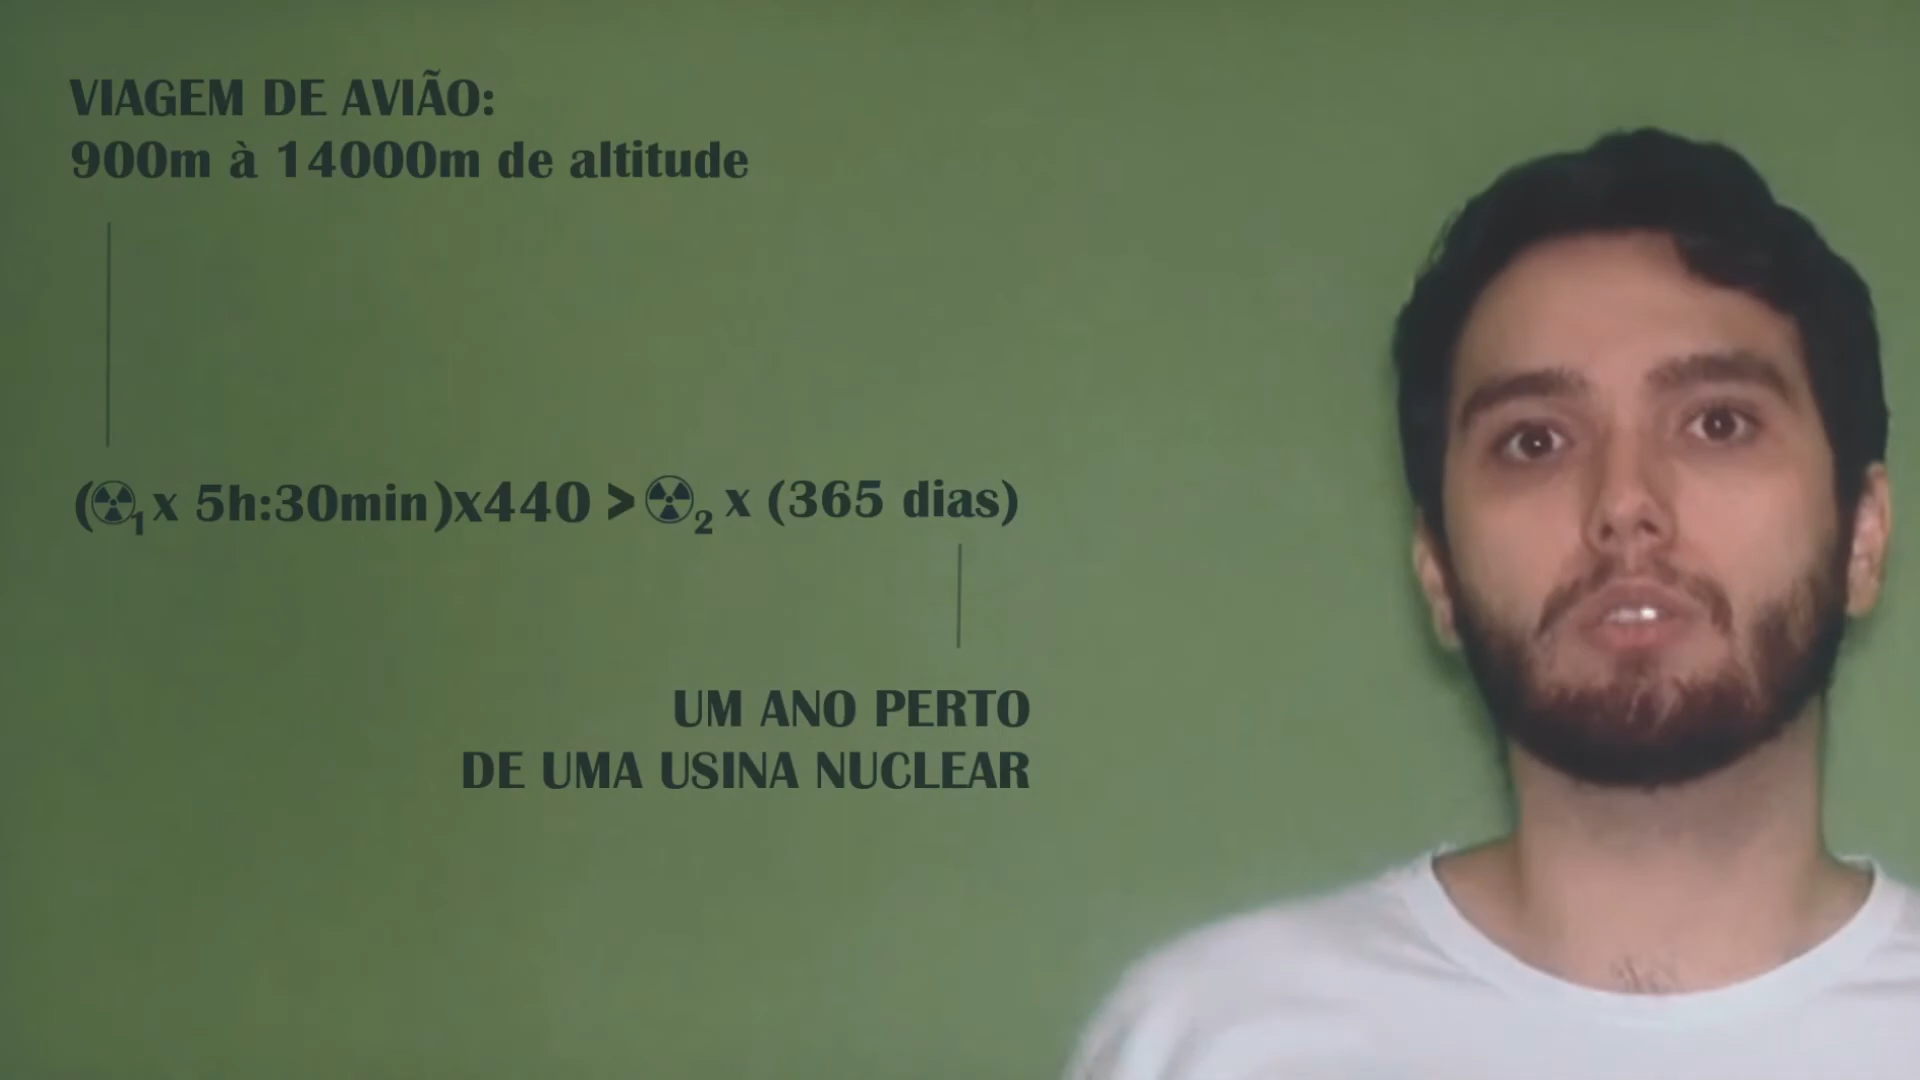 VIAGEM DE AVIÃO:
900m à 14000m de altitude
(☢1 x 5h:30min)x440 > ☢2 x (365 dias)
UM ANO PERTO
DE UMA USINA NUCLEAR